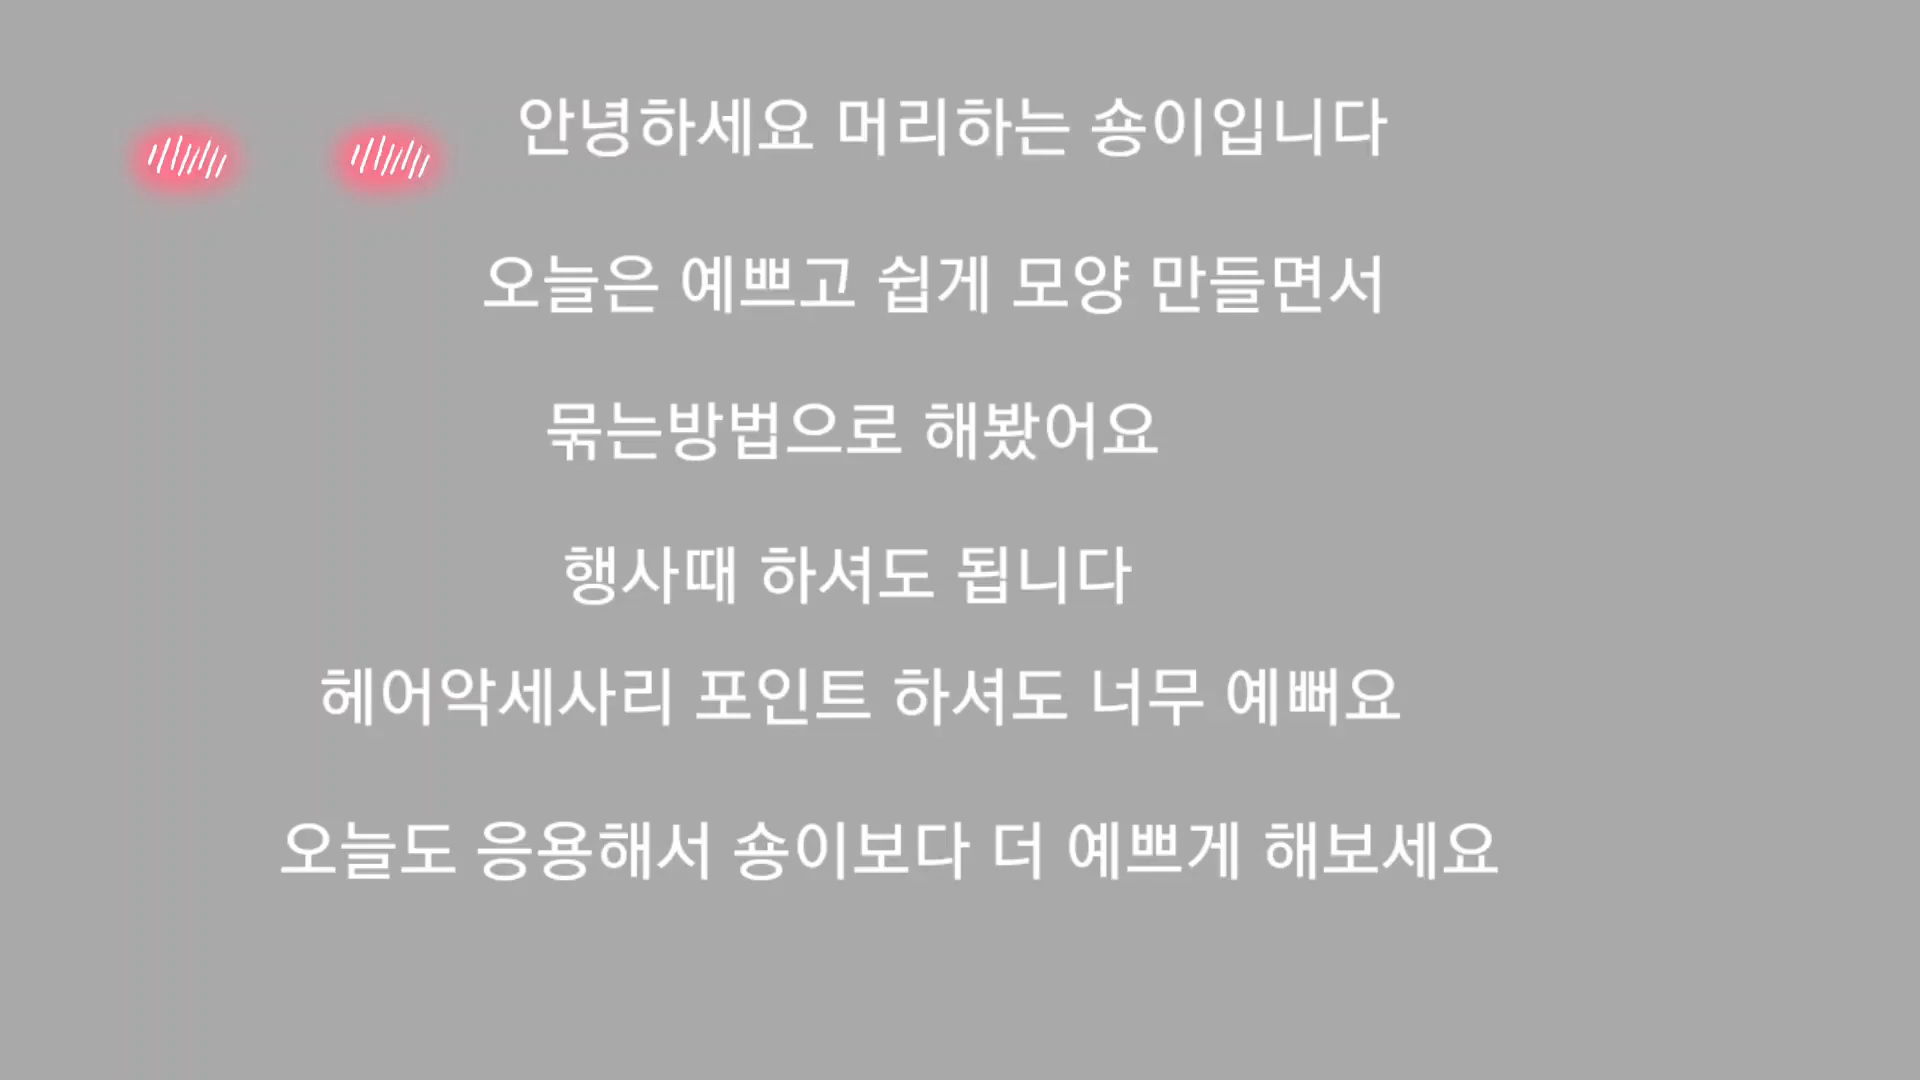 안녕하세요 머리하는 숑이입니다
오늘은 예쁘고 쉽게 모양 만들면서
묶는방법으로 해봤어요
행사때 하셔도 됩니다
헤어악세사리 포인트 하셔도 너무 예뻐요
오늘도 응용해서 숑이보다 더 예쁘게 해보세요